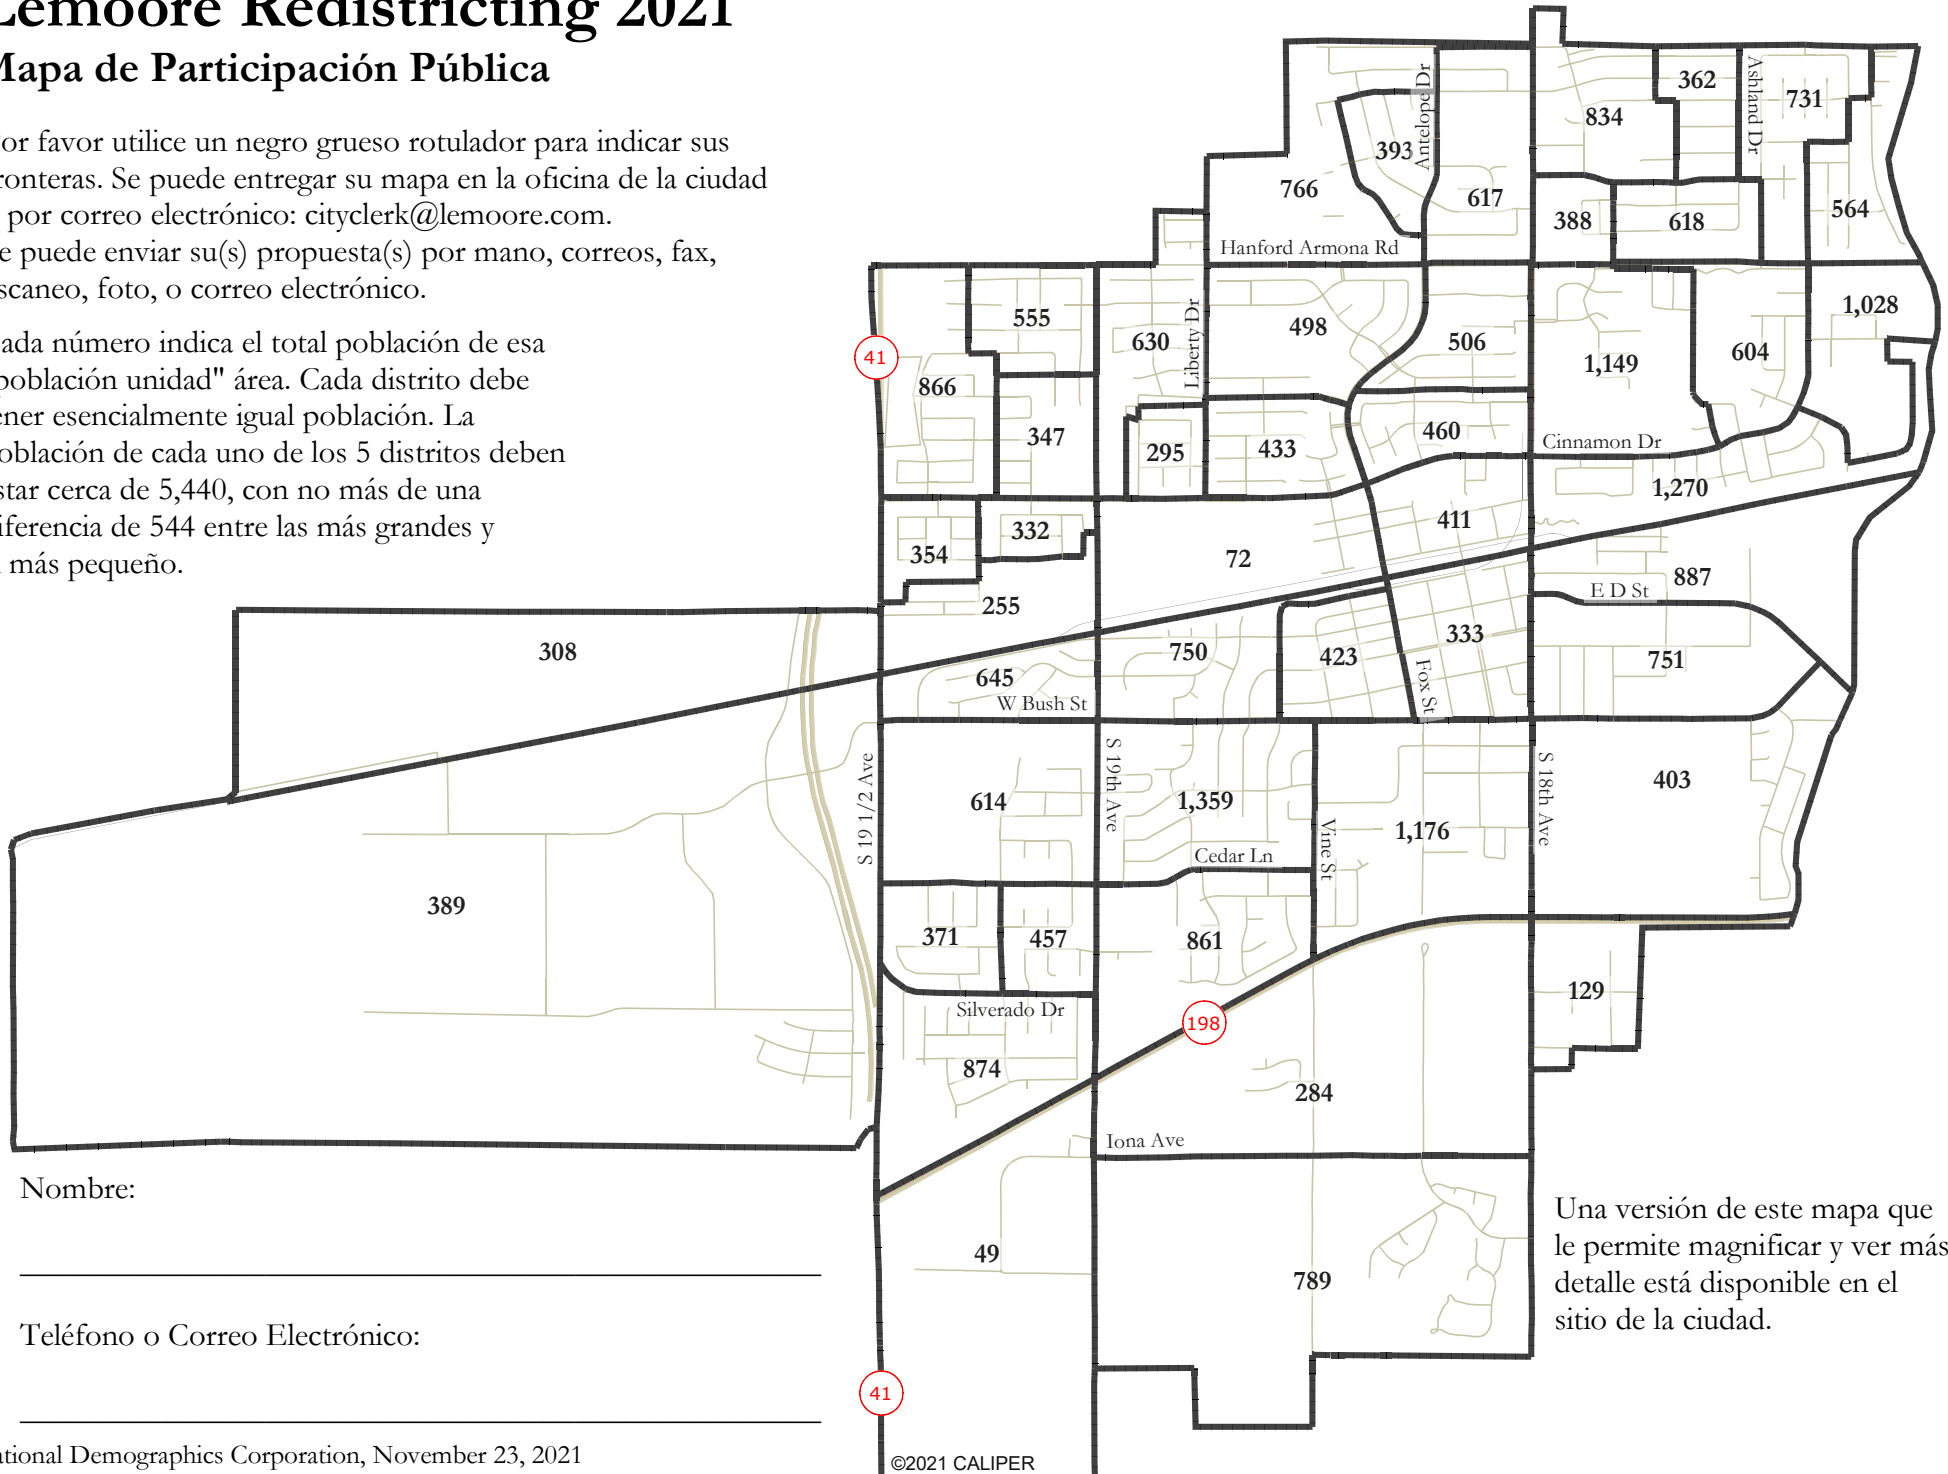 Lemoore Redistricting 2021
Mapa de Participación Pública
or favor utilice un negro grueso rotulador para indicar sus
ronteras. Se puede entregar su mapa en la oficina de la ciudad
por correo electrónico: cityclerk@lemoore.com.
e puede enviar su(s) propuesta(s) por mano, correos, fax,
scaneo, foto, o correo electrónico.
ada número indica el total población de esa
población unidad" área. Cada distrito debe
ener esencialmente igual población. La
oblación de cada uno de los 5 distritos deben
star cerca de 5,440, con no más de una
iferencia de 544 entre las más grandes y
más pequeño.
362
731
834
Antelope Dr
Ashland Dr
393
766
617
388
618
564
Hanford Armona Rd
555
630
Liberty Dr
498
506
1,149
604
1,028
41
866
347
295
433
460
Cinnamon Dr
1,270
332
354
72
411
255
887
E D St
308
645
W Bush St
750
423
333
Fox St
751
S 19 1/2 Ave
614
S 19th Ave
1,359
Cedar Ln
Vine St
1,176
S 18th Ave
403
389
371
457
861
129
Silverado Dr
198
874
284
Iona Ave
49
789
41
Nombre:
Teléfono o Correo Electrónico:
Una versión de este mapa que
le permite magnificar y ver más
detalle está disponible en el
sitio de la ciudad.
ational Demographics Corporation, November 23, 2021
©2021 CALIPER